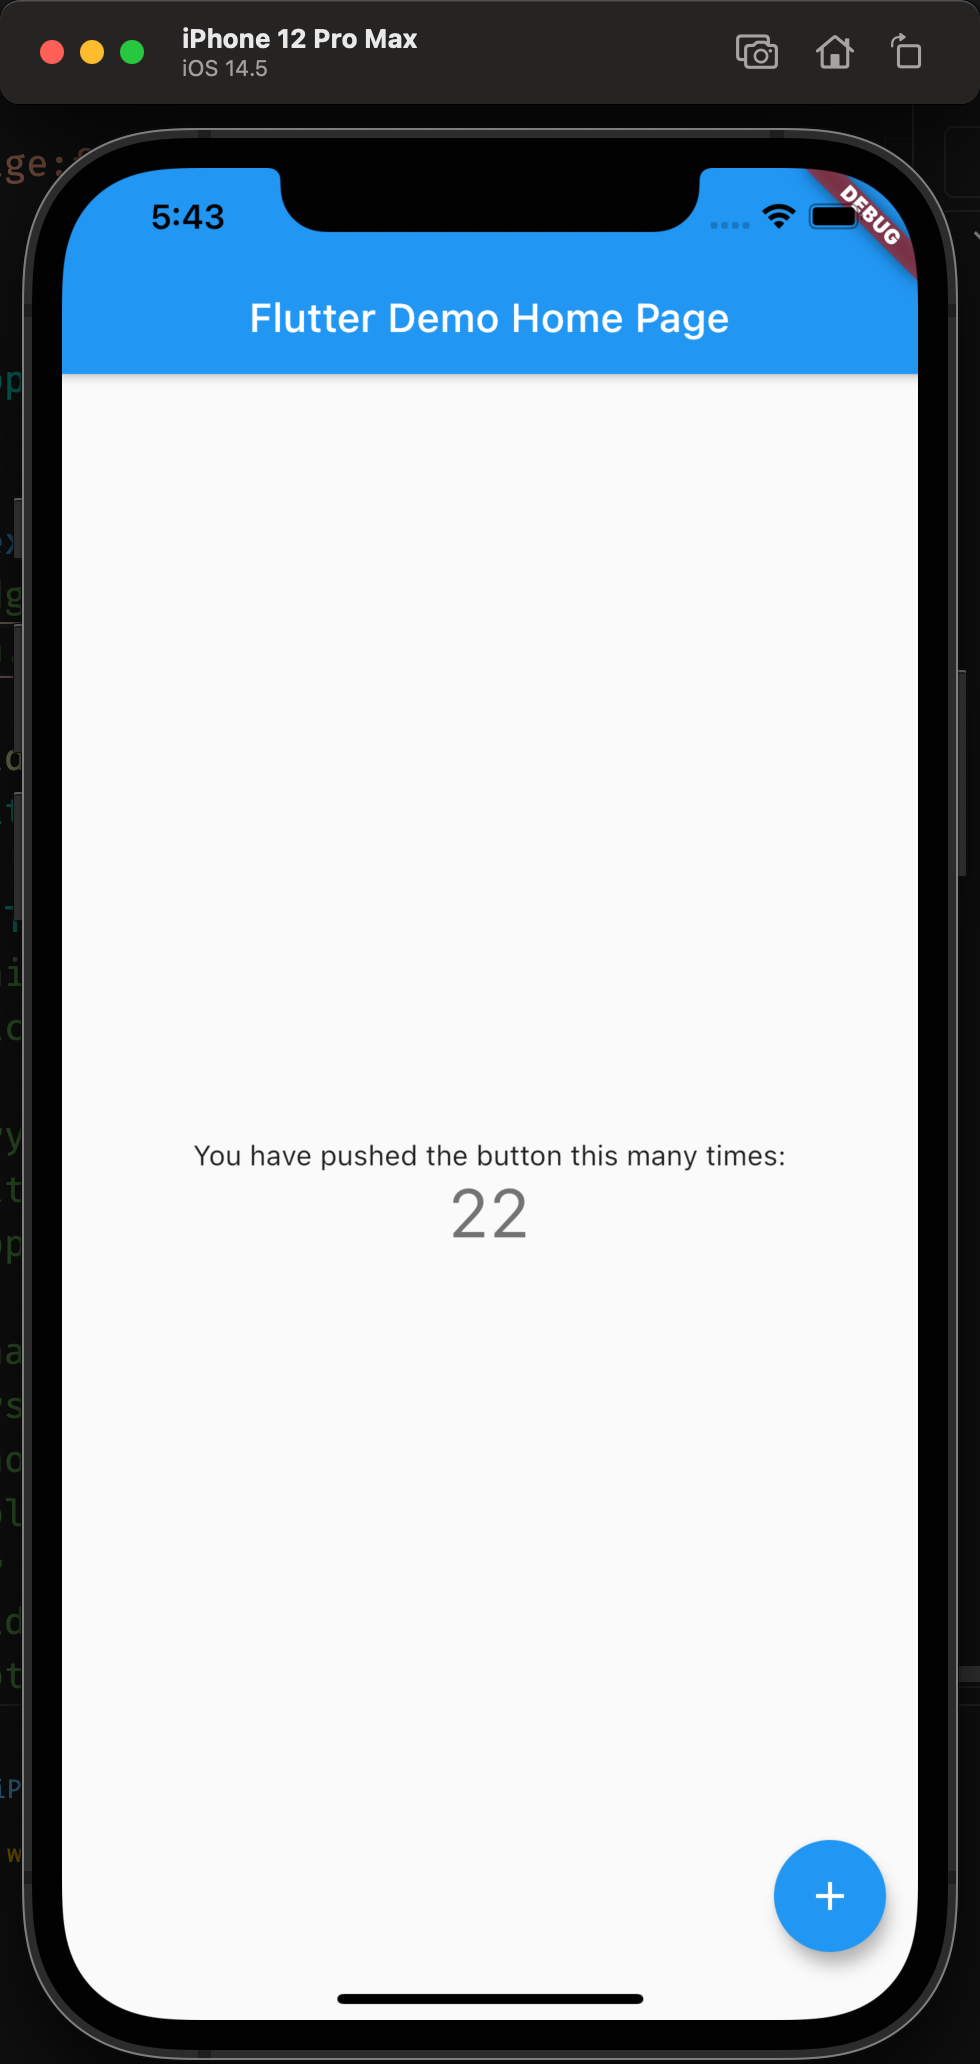 iPhone 12 Pro Max
iOS 14.5
5:43
DEBUG
Flutter Demo Home Page
You have pushed the button this many times:
22
+